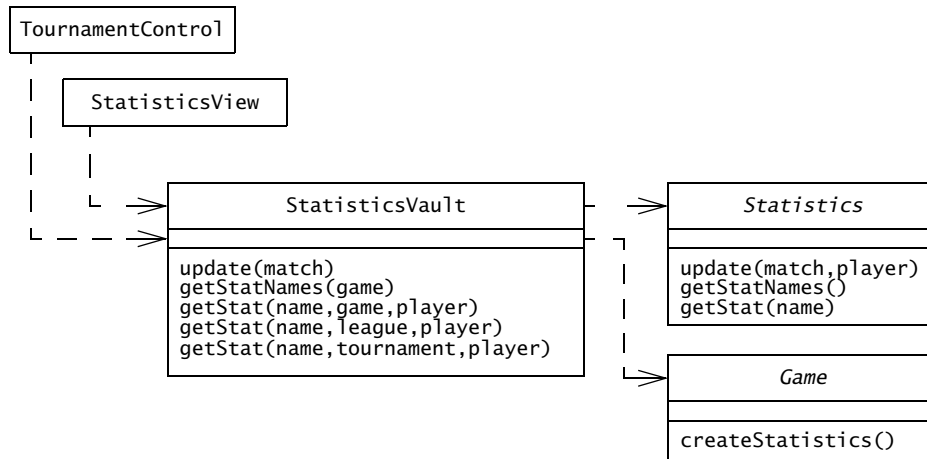 TournamentControl
StatisticsView
StatisticsVault
update(match)
getStatNames(game)
getStat(name,game,player)
getStat(name,league,player)
getStat(name,tournament,player)
Statistics
update(match,player)
getStatNames()
getStat(name)
Game
createStatistics()